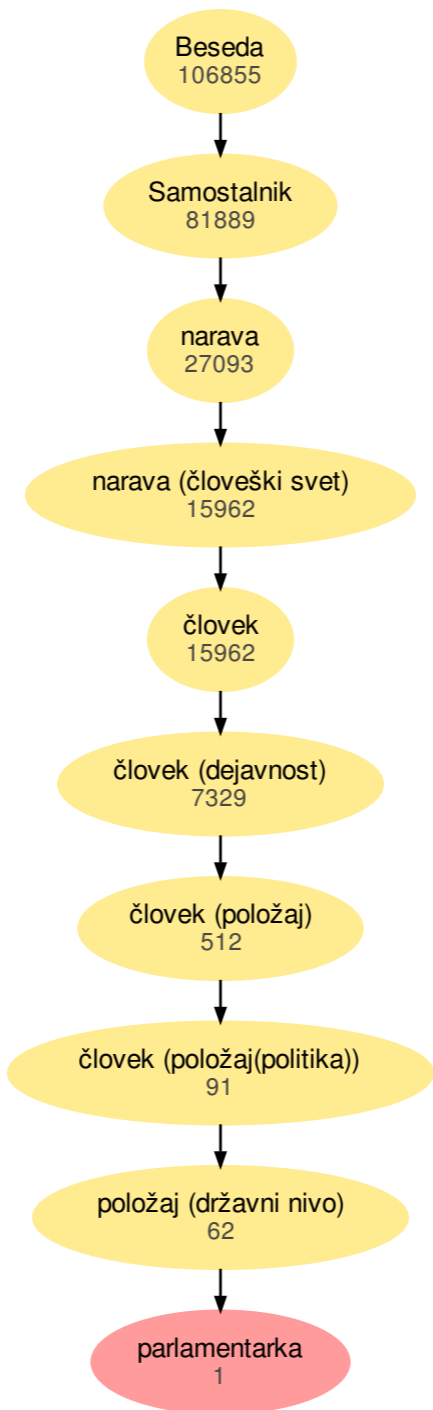 Beseda
106855
Samostalnik
81889
narava
27093
narava (človeški svet)
15962
človek
15962
človek (dejavnost)
7329
človek (položaj)
512
človek (položaj(politika))
91
položaj (državni nivo)
62
parlamentarka
1